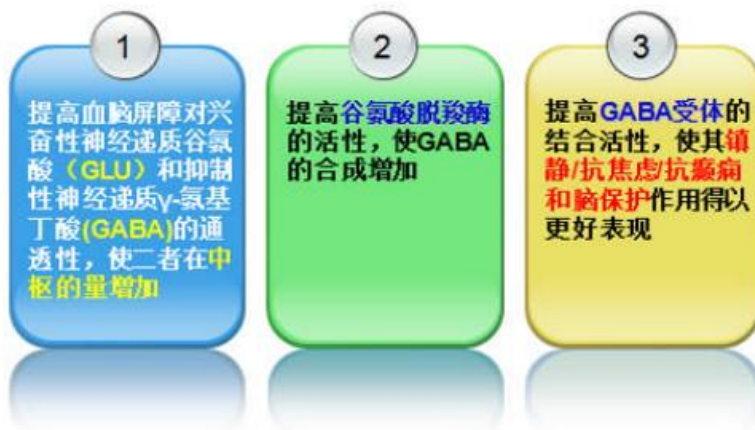 1
提高血脑屏障对兴
奋性神经递质谷氨
酸（GLU）和抑制
性神经递质γ-氨基
丁酸(GABA)的通
透性，使二者在中
枢的量增加
2
提高谷氨酸脱羧酶
的活性，使GABA
的合成增加
3
提高GABA受体的
结合活性，使其镇
静/抗焦虑/抗癫痫
和脑保护作用得以
更好表现